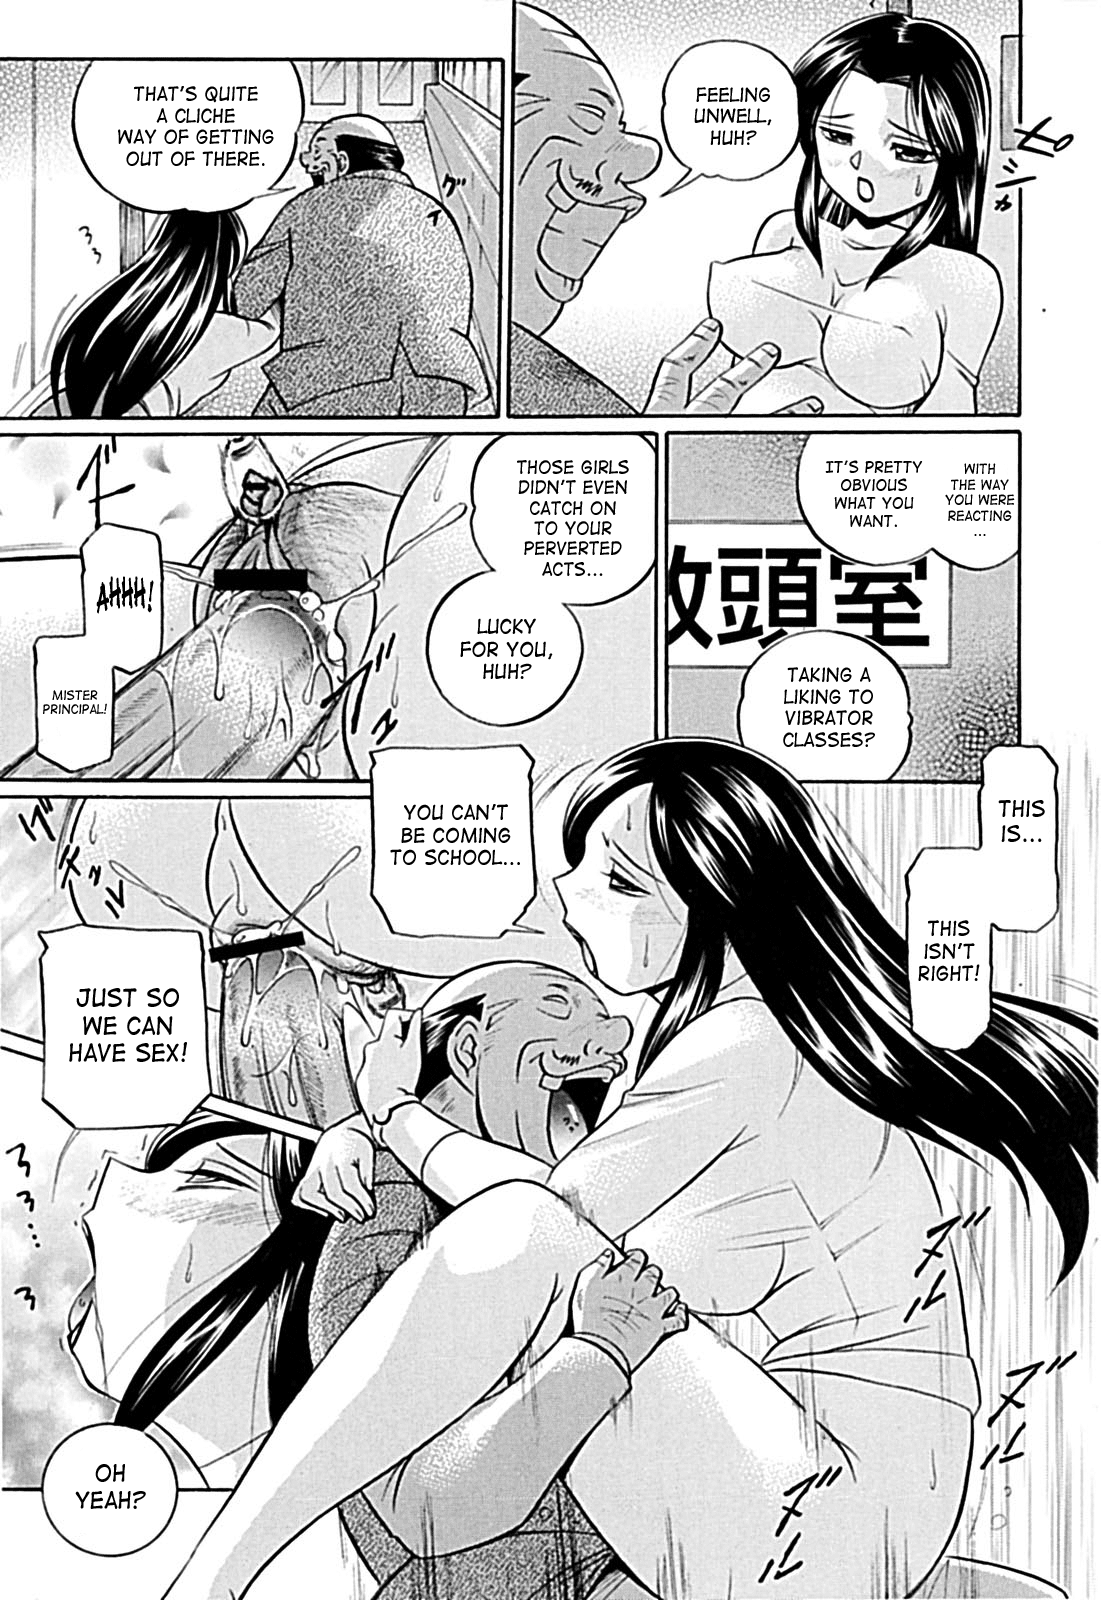 FEELING
UNWELL,
HUH?
THAT'S QUITE
A CLICHE
WAY OF GETTING
OUT OF THERE.
WITH
THE WAY
YOU WERE
REACTING
...
IT'S PRETTY
OBVIOUS
WHAT YOU
WANT.
教頭室
TAKING A
LIKING TO
VIBRATOR
CLASSES?
THOSE GIRLS
DIDN'T EVEN
CATCH ON
TO YOUR
PERVERTED
ACTS...
LUCKY
FOR YOU,
HUH?
AHHH!
MISTER
PRINCIPAL!
THIS
IS...
THIS
ISN'T
RIGHT!
YOU CAN'T
BE COMING
TO SCHOOL...
JUST SO
WE CAN
HAVE SEX!
OH
YEAH?